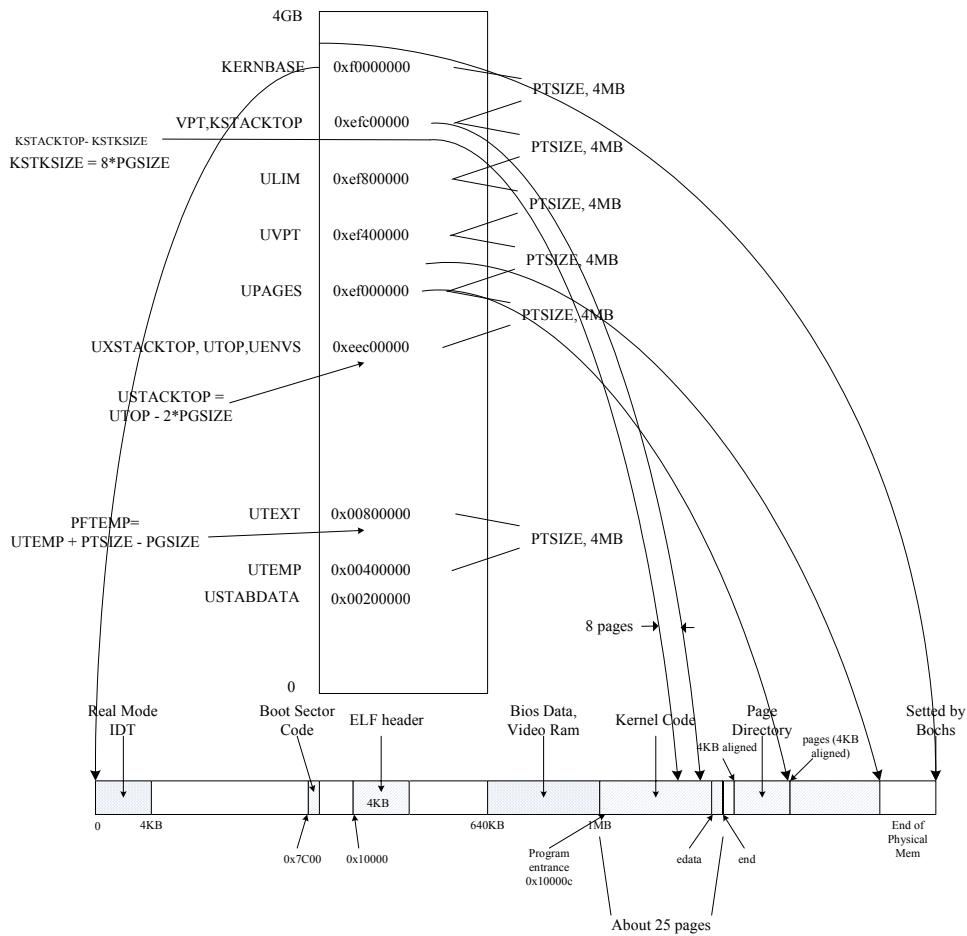 4GB
KERNBASE 0xf0000000
PTSIZE, 4MB
VPT,KSTACKTOP 0xefc00000
KSTACKTOP- KSTKSIZE
KSTKSIZE = 8*PGSIZE
PTSIZE, 4MB
ULIM 0xef800000
PTSIZE, 4MB
UVPT 0xef400000
PTSIZE, 4MB
UPAGES 0xef000000
PTSIZE, 4MB
UXSTACKTOP, UTOP,UENVS 0xeec00000
USTACKTOP =
UTOP - 2*PGSIZE
UTEXT 0x00800000
PFTEMP=
UTEMP + PTSIZE - PGSIZE
PTSIZE, 4MB
UTEMP 0x00400000
USTABDATA 0x00200000
8 pages
0
Real Mode
IDT
Boot Sector
Code
ELF header
Bios Data,
Video Ram
Kernel Code
Page
Directory
4KB aligned
pages (4KB
aligned)
Setted by
Bochs
4KB
0
4KB
640KB
1MB
End of
Physical
Mem
0x7C00
0x10000
Program
entrance
0x10000c
edata
end
About 25 pages